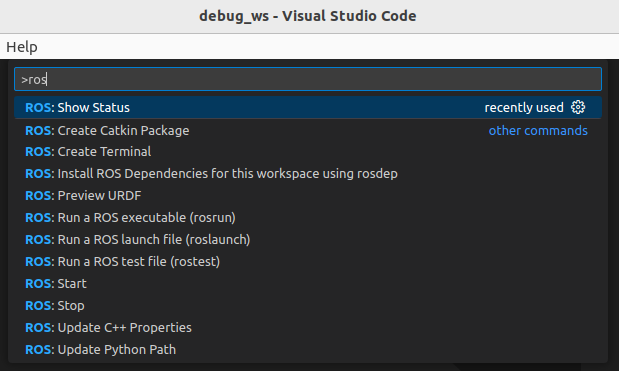 debug_ws - Visual Studio Code
Help
>ros
ROS: Show Status recently used
ROS: Create Catkin Package other commands
ROS: Create Terminal
ROS: Install ROS Dependencies for this workspace using rosdep
ROS: Preview URDF
ROS: Run a ROS executable (rosrun)
ROS: Run a ROS launch file (roslaunch)
ROS: Run a ROS test file (rostest)
ROS: Start
ROS: Stop
ROS: Update C++ Properties
ROS: Update Python Path